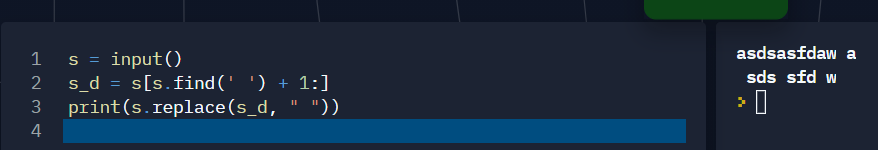 1 s = input()
2 s_d = s[s.find(' ') + 1:]
3 print(s.replace(s_d, " "))
4
asdsasfdaw a
 sds sfd w
>